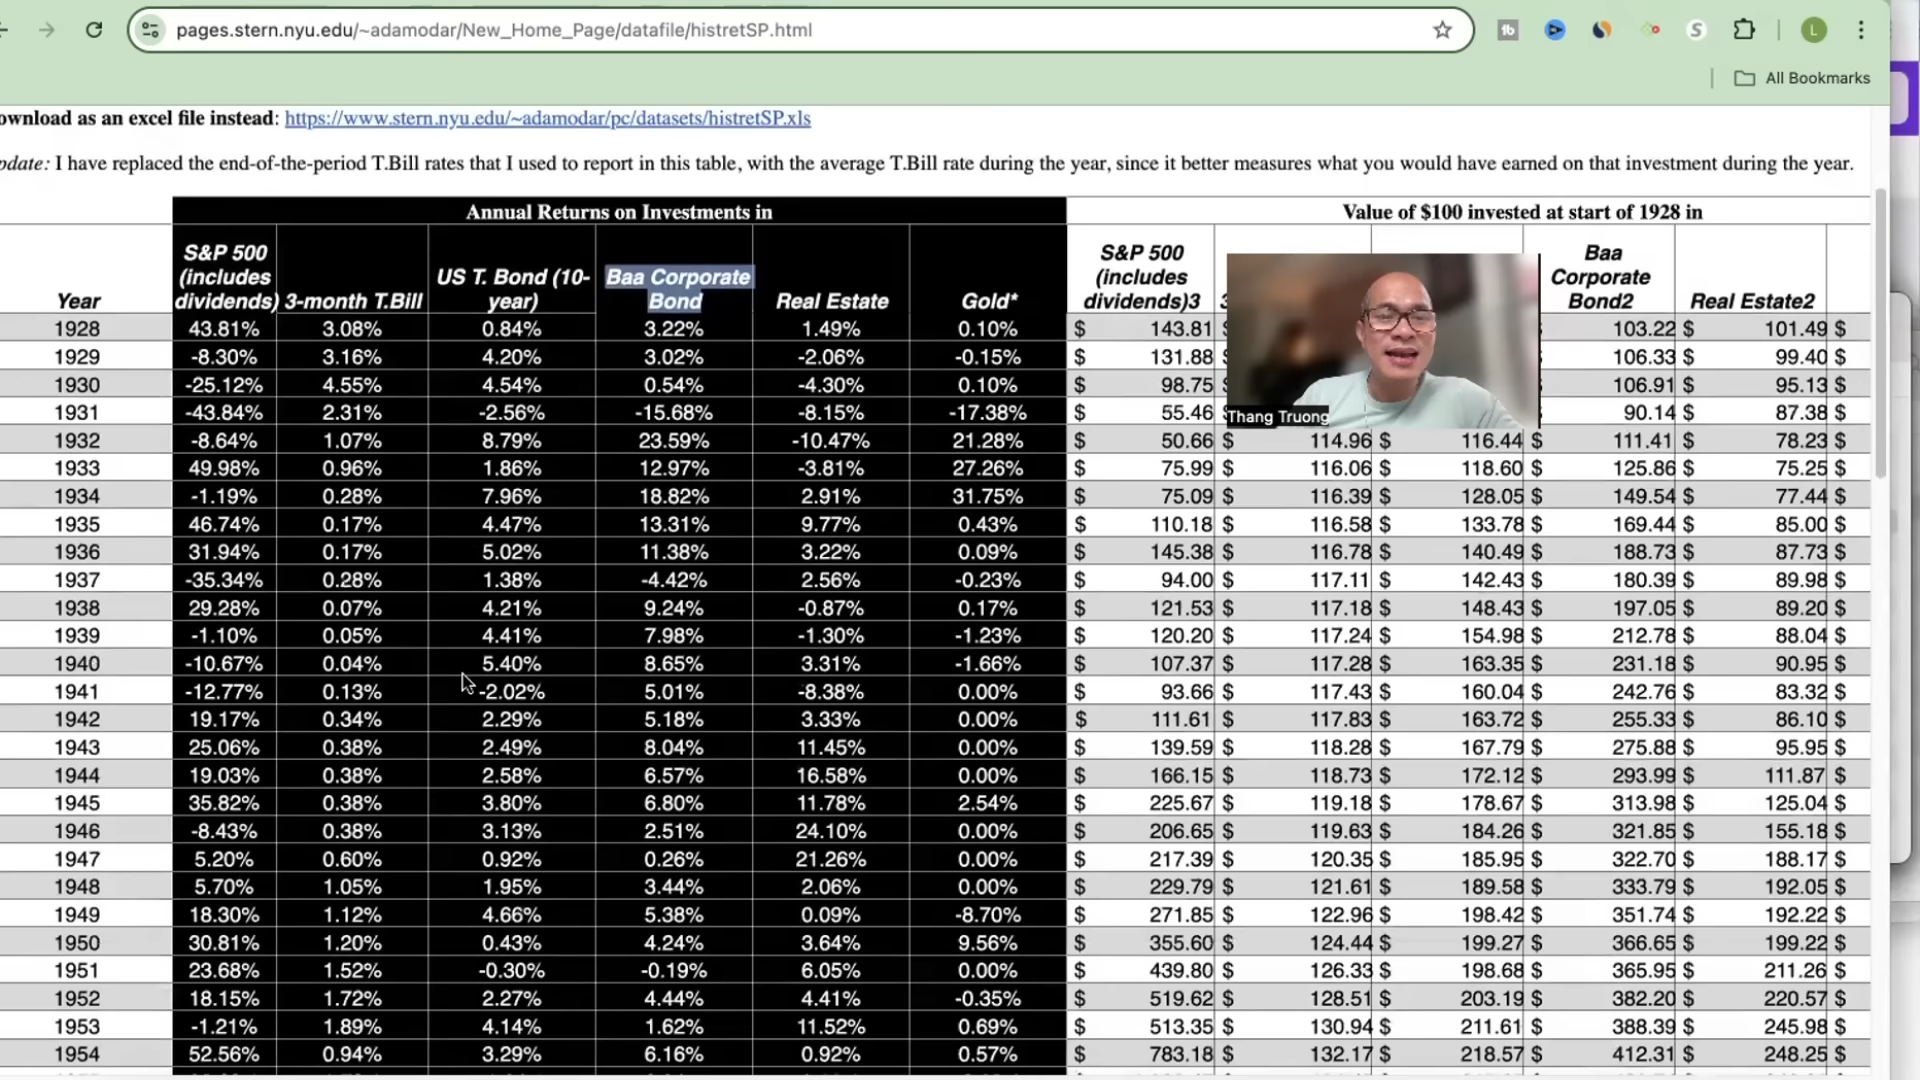 pages.stern.nyu.edu/~adamodar/New_Home_Page/datafile/histretSP.html
tb
S
L
All Bookmarks
ownload as an excel file instead: https://www.stern.nyu.edu/~adamodar/pc/datasets/histretSP.xls
pdate: I have replaced the end-of-the-period T.Bill rates that I used to report in this table, with the average T.Bill rate during the year, since it better measures what you would have earned on that investment during the year.
Annual Returns on Investments in Value of $100 invested at start of 1928 in
Year S&P 500 (includes dividends) 3-month T.Bill US T. Bond (10-year) Baa Corporate Bond Real Estate Gold* S&P 500 (includes dividends)3 3 Baa Corporate Bond2 Real Estate2
1928 43.81% 3.08% 0.84% 3.22% 1.49% 0.10% $ 143.81 $ 103.22 $ 101.49 $
1929 -8.30% 3.16% 4.20% 3.02% -2.06% -0.15% $ 131.88 $ 106.33 $ 99.40 $
1930 -25.12% 4.55% 4.54% 0.54% -4.30% 0.10% $ 98.75 $ 106.91 $ 95.13 $
1931 -43.84% 2.31% -2.56% -15.68% -8.15% -17.38% $ 55.46 $ 90.14 $ 87.38 $
Thang Truong
1932 -8.64% 1.07% 8.79% 23.59% -10.47% 21.28% $ 50.66 $ 114.96 $ 116.44 $ 111.41 $ 78.23 $
1933 49.98% 0.96% 1.86% 12.97% -3.81% 27.26% $ 75.99 $ 116.06 $ 118.60 $ 125.86 $ 75.25 $
1934 -1.19% 0.28% 7.96% 18.82% 2.91% 31.75% $ 75.09 $ 116.39 $ 128.05 $ 149.54 $ 77.44 $
1935 46.74% 0.17% 4.47% 13.31% 9.77% 0.43% $ 110.18 $ 116.58 $ 133.78 $ 169.44 $ 85.00 $
1936 31.94% 0.17% 5.02% 11.38% 3.22% 0.09% $ 145.38 $ 116.78 $ 140.49 $ 188.73 $ 87.73 $
1937 -35.34% 0.28% 1.38% -4.42% 2.56% -0.23% $ 94.00 $ 117.11 $ 142.43 $ 180.39 $ 89.98 $
1938 29.28% 0.07% 4.21% 9.24% -0.87% 0.17% $ 121.53 $ 117.18 $ 148.43 $ 197.05 $ 89.20 $
1939 -1.10% 0.05% 4.41% 7.98% -1.30% -1.23% $ 120.20 $ 117.24 $ 154.98 $ 212.78 $ 88.04 $
1940 -10.67% 0.04% 5.40% 8.65% 3.31% -1.66% $ 107.37 $ 117.28 $ 163.35 $ 231.18 $ 90.95 $
1941 -12.77% 0.13% -2.02% 5.01% -8.38% 0.00% $ 93.66 $ 117.43 $ 160.04 $ 242.76 $ 83.32 $
1942 19.17% 0.34% 2.29% 5.18% 3.33% 0.00% $ 111.61 $ 117.83 $ 163.72 $ 255.33 $ 86.10 $
1943 25.06% 0.38% 2.49% 8.04% 11.45% 0.00% $ 139.59 $ 118.28 $ 167.79 $ 275.88 $ 95.95 $
1944 19.03% 0.38% 2.58% 6.57% 16.58% 0.00% $ 166.15 $ 118.73 $ 172.12 $ 293.99 $ 111.87 $
1945 35.82% 0.38% 3.80% 6.80% 11.78% 2.54% $ 225.67 $ 119.18 $ 178.67 $ 313.98 $ 125.04 $
1946 -8.43% 0.38% 3.13% 2.51% 24.10% 0.00% $ 206.65 $ 119.63 $ 184.26 $ 321.85 $ 155.18 $
1947 5.20% 0.60% 0.92% 0.26% 21.26% 0.00% $ 217.39 $ 120.35 $ 185.95 $ 322.70 $ 188.17 $
1948 5.70% 1.05% 1.95% 3.44% 2.06% 0.00% $ 229.79 $ 121.61 $ 189.58 $ 333.79 $ 192.05 $
1949 18.30% 1.12% 4.66% 5.38% 0.09% -8.70% $ 271.85 $ 122.96 $ 198.42 $ 351.74 $ 192.22 $
1950 30.81% 1.20% 0.43% 4.24% 3.64% 9.56% $ 355.60 $ 124.44 $ 199.27 $ 366.65 $ 199.22 $
1951 23.68% 1.52% -0.30% -0.19% 6.05% 0.00% $ 439.80 $ 126.33 $ 198.68 $ 365.95 $ 211.26 $
1952 18.15% 1.72% 2.27% 4.44% 4.41% -0.35% $ 519.62 $ 128.51 $ 203.19 $ 382.20 $ 220.57 $
1953 -1.21% 1.89% 4.14% 1.62% 11.52% 0.69% $ 513.35 $ 130.94 $ 211.61 $ 388.39 $ 245.98 $
1954 52.56% 0.94% 3.29% 6.16% 0.92% 0.57% $ 783.18 $ 132.17 $ 218.57 $ 412.31 $ 248.25 $